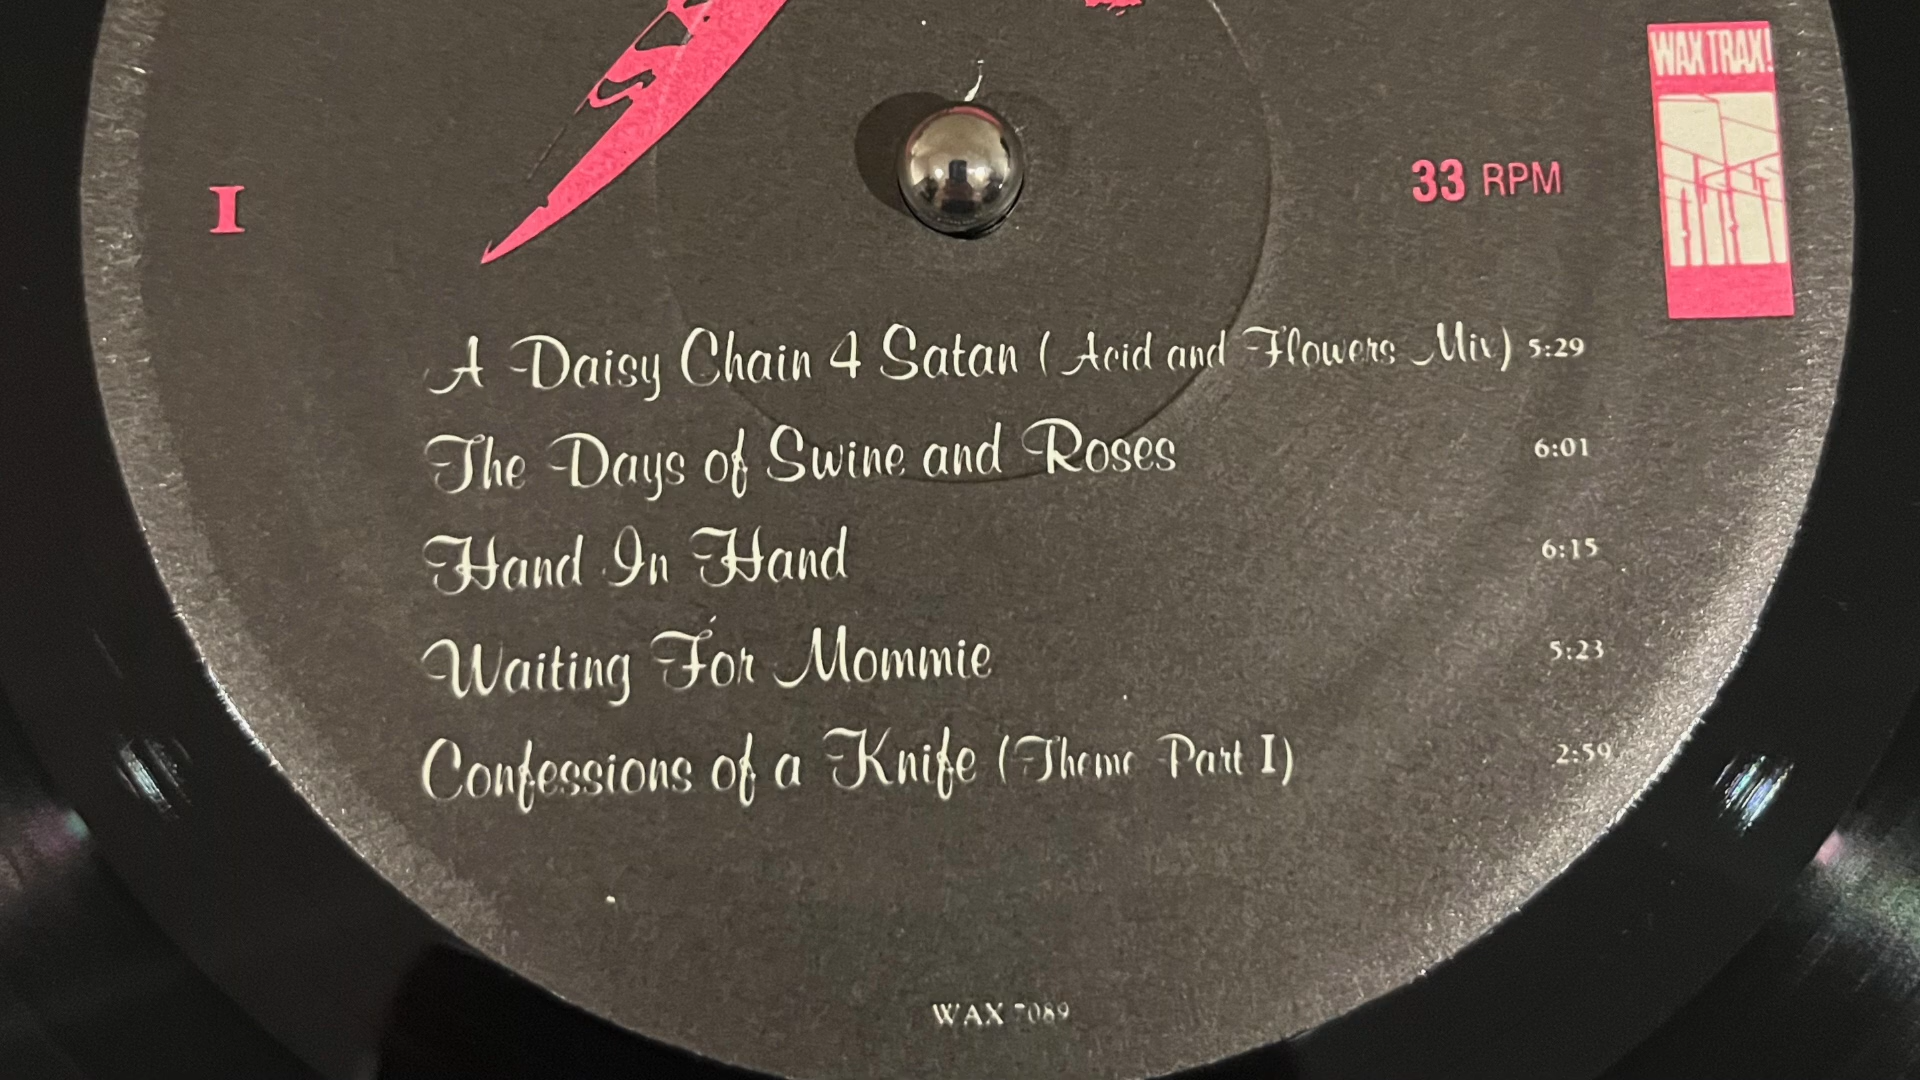 WAX TRAX!
I
33 RPM
A Daisy Chain 4 Satan (Acid and Flowers Mix) 5:29
The Days of Swine and Roses 6:01
Hand In Hand 6:15
Waiting For Mommie 5:23
Confessions of a Knife (Theme Part I) 2:59
WAX 7089